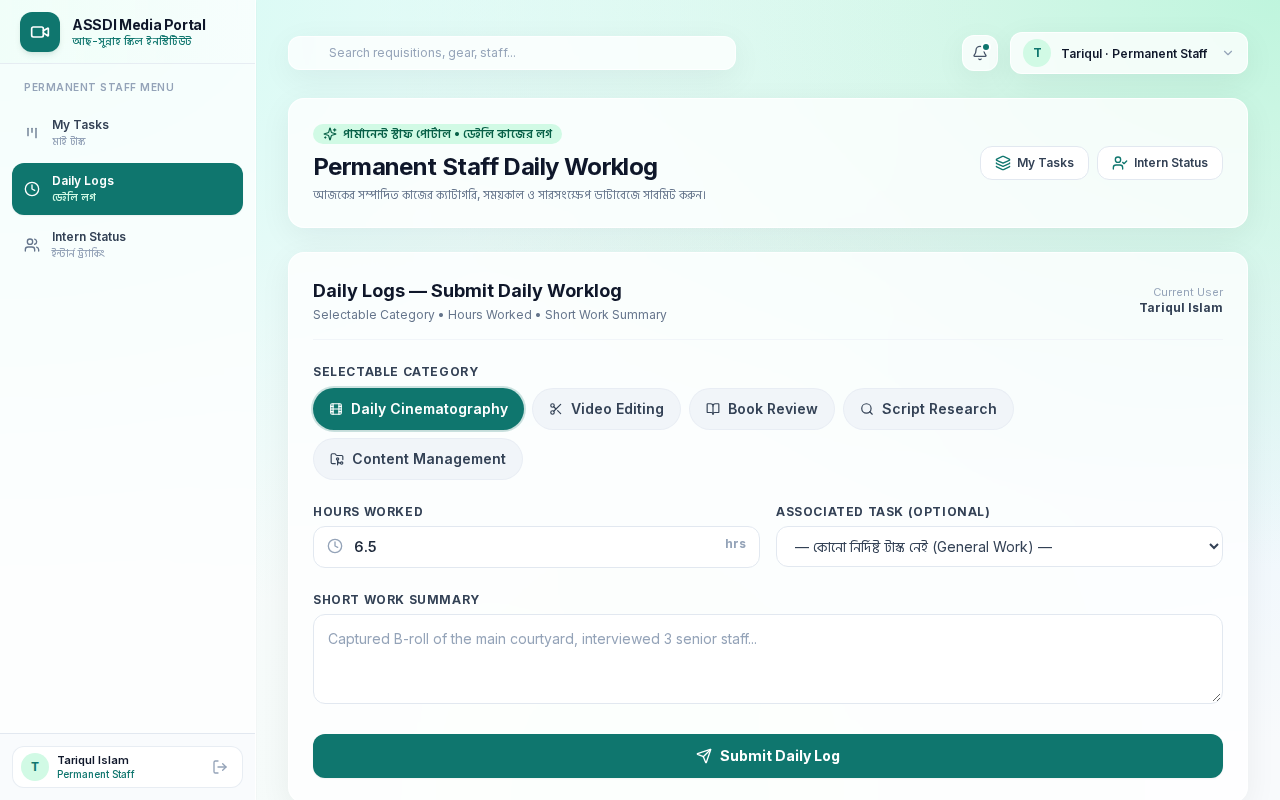 ASSDI Media Portal
আছ-সুন্নাহ স্কিল ইনস্টিটিউট
PERMANENT STAFF MENU
My Tasks
মাই টাস্ক
Daily Logs
ডেইলি লগ
Intern Status
ইন্টার্ন ট্র্যাকিং
Tariqul Islam
Permanent Staff
T
Search requisitions, gear, staff...
T
Tariqul · Permanent Staff
পার্মানেন্ট স্টাফ পোর্টাল • ডেইলি কাজের লগ
Permanent Staff Daily Worklog
আজকের সম্পাদিত কাজের ক্যাটাগরি, সময়কাল ও সারসংক্ষেপ ডাটাবেজে সাবমিট করুন।
My Tasks
Intern Status
Daily Logs — Submit Daily Worklog
Selectable Category • Hours Worked • Short Work Summary
Current User
Tariqul Islam
SELECTABLE CATEGORY
Daily Cinematography
Video Editing
Book Review
Script Research
Content Management
HOURS WORKED
6.5
hrs
ASSOCIATED TASK (OPTIONAL)
— কোনো নির্দিষ্ট টাস্ক নেই (General Work) —
SHORT WORK SUMMARY
Captured B-roll of the main courtyard, interviewed 3 senior staff...
Submit Daily Log